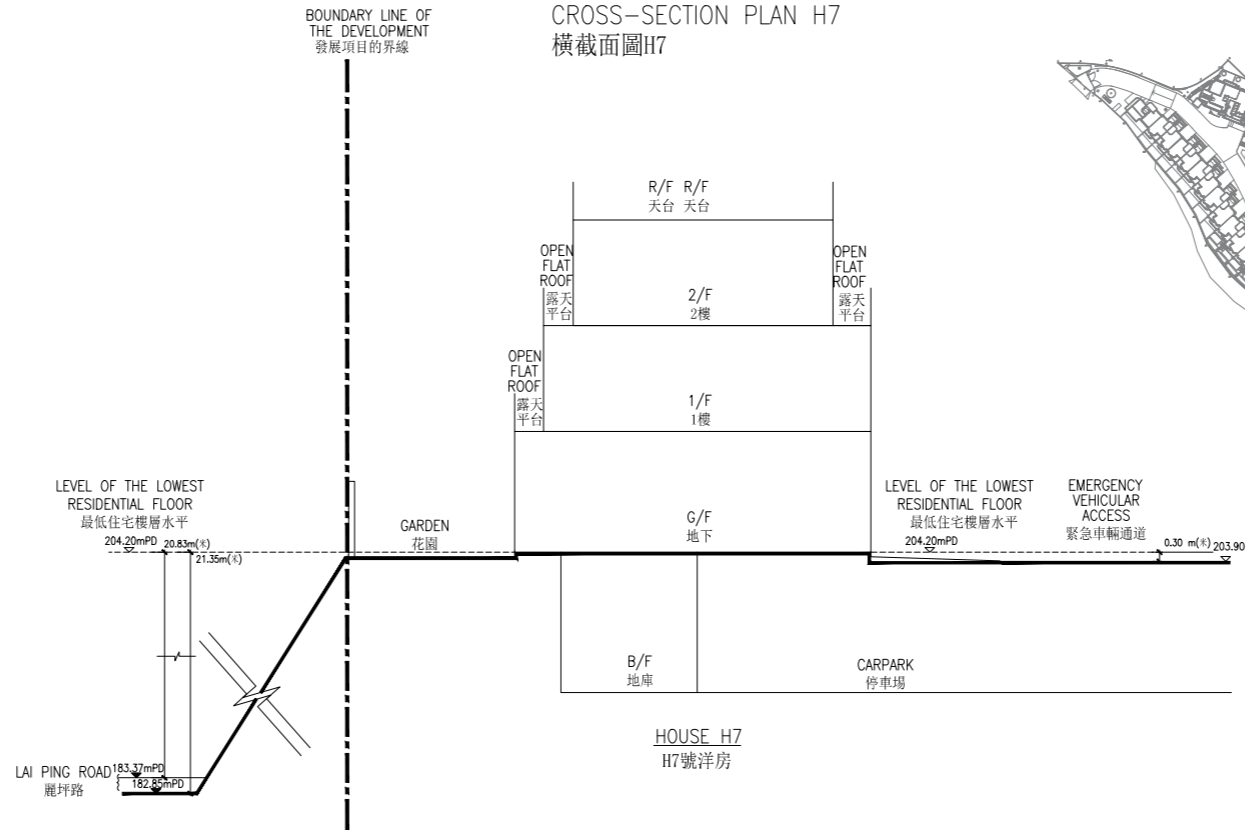 CROSS-SECTION PLAN H7
橫截面圖H7
BOUNDARY LINE OF
THE DEVELOPMENT
發展項目的界線
R/F R/F
天台 天台
OPEN
FLAT
ROOF
露天
平台
2/F
2樓
OPEN
FLAT
ROOF
露天
平台
OPEN
FLAT
ROOF
露天
平台
1/F
1樓
LEVEL OF THE LOWEST
RESIDENTIAL FLOOR
最低住宅樓層水平
204.20mPD
20.83m(米)
21.35m(米)
GARDEN
花園
G/F
地下
LEVEL OF THE LOWEST
RESIDENTIAL FLOOR
最低住宅樓層水平
204.20mPD
EMERGENCY
VEHICULAR
ACCESS
緊急車輛通道
0.30 m(米)
203.90
B/F
地庫
CARPARK
停車場
HOUSE H7
H7號洋房
LAI PING ROAD
麗坪路
183.37mPD
182.85mPD